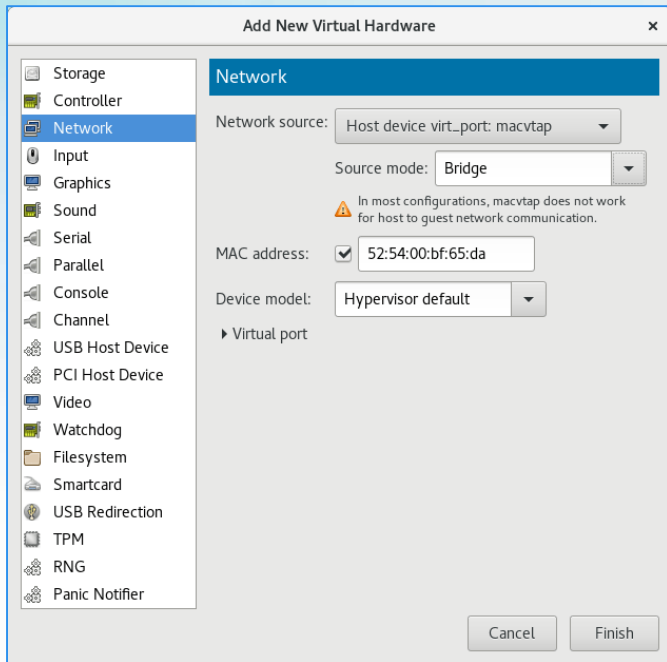 Add New Virtual Hardware
×
Storage
Controller
Network
Input
Graphics
Sound
Serial
Parallel
Console
Channel
USB Host Device
PCI Host Device
Video
Watchdog
Filesystem
Smartcard
USB Redirection
TPM
RNG
Panic Notifier
Network
Network source: Host device virt_port: macvtap
Source mode: Bridge
In most configurations, macvtap does not work
for host to guest network communication.
MAC address: 52:54:00:bf:65:da
Device model: Hypervisor default
Virtual port
Cancel Finish